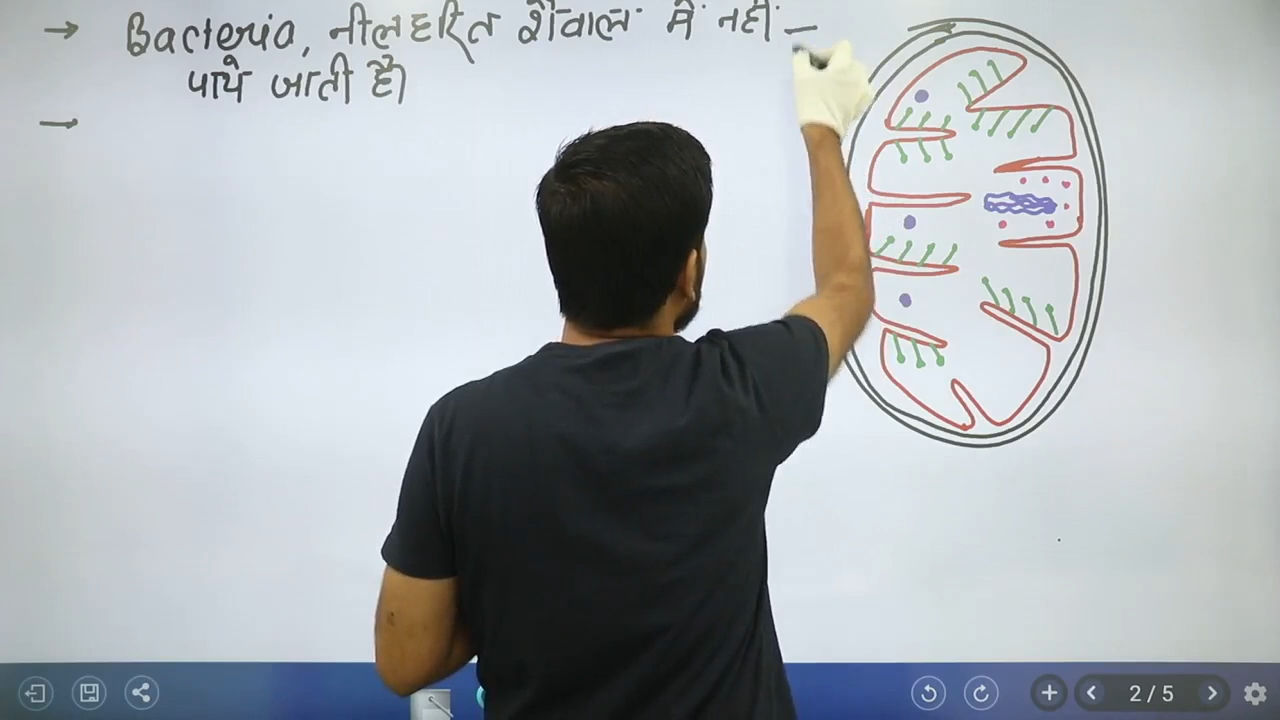 → Bacteria, नीलहरित शैवाल में नहीं –
पाये जाती है।
→
2 / 5